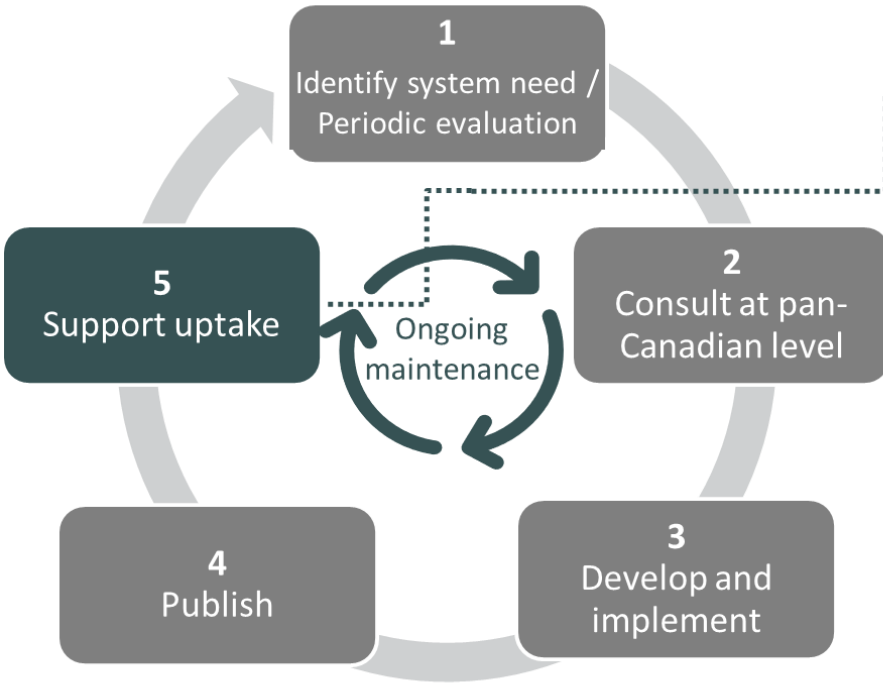 1
Identify system need /
Periodic evaluation
2
Consult at pan-
Canadian level
3
Develop and
implement
4
Publish
5
Support uptake
Ongoing
maintenance